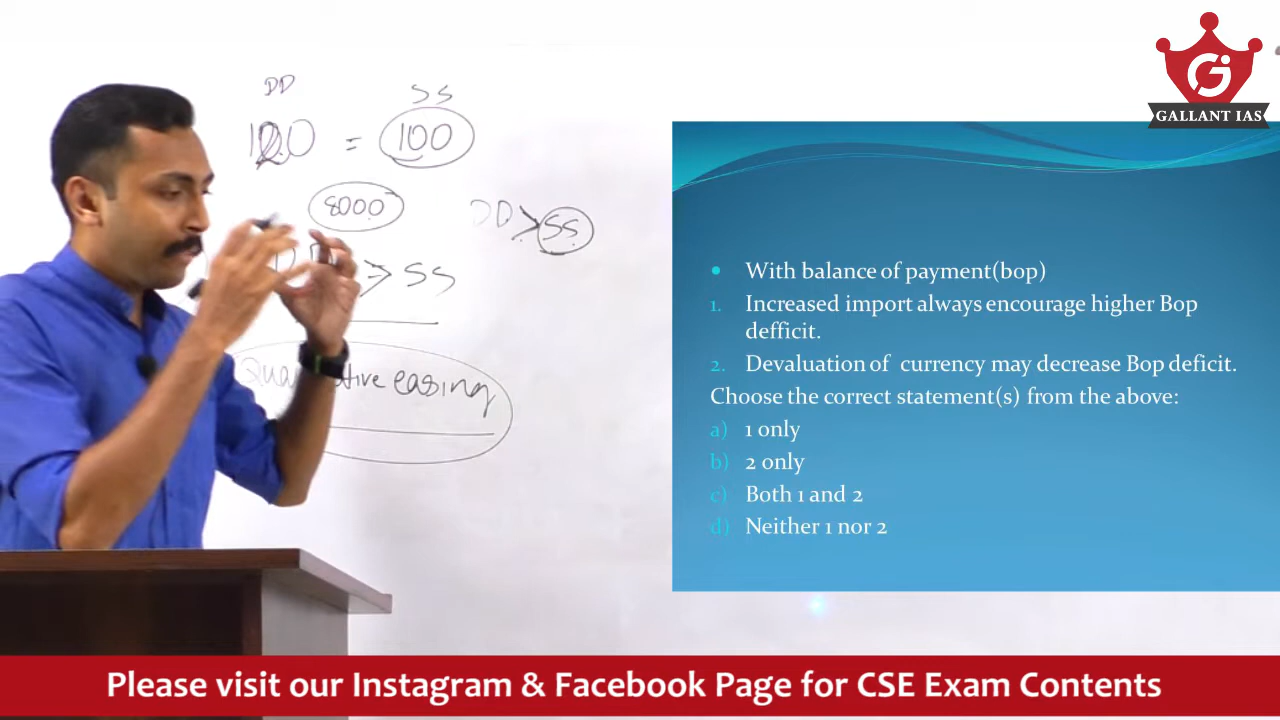 DD SS
120 = 100
8000 DD > SS
> SS
easing
GALLANT IAS
• With balance of payment(bop)
1. Increased import always encourage higher Bop
defficit.
2. Devaluation of currency may decrease Bop deficit.
Choose the correct statement(s) from the above:
a) 1 only
b) 2 only
c) Both 1 and 2
d) Neither 1 nor 2
Please visit our Instagram & Facebook Page for CSE Exam Contents